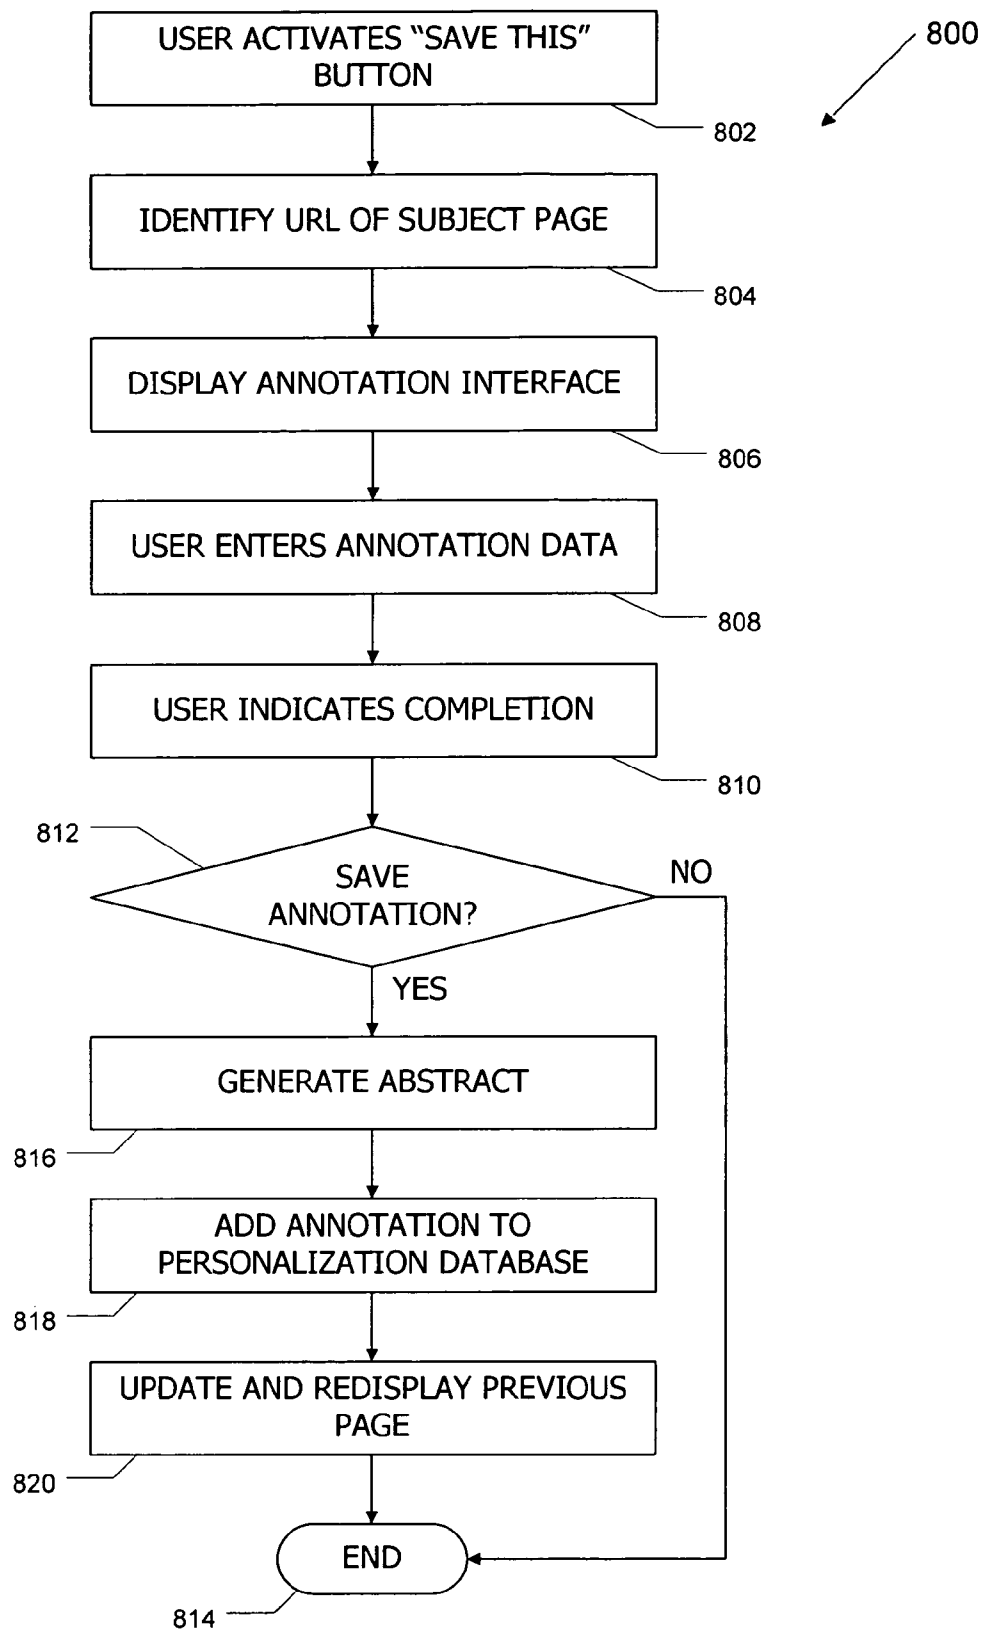 USER ACTIVATES “SAVE THIS”
BUTTON
800
802
IDENTIFY URL OF SUBJECT PAGE
804
DISPLAY ANNOTATION INTERFACE
806
USER ENTERS ANNOTATION DATA
808
USER INDICATES COMPLETION
810
812
SAVE
ANNOTATION?
NO
YES
GENERATE ABSTRACT
816
ADD ANNOTATION TO
PERSONALIZATION DATABASE
818
UPDATE AND REDISPLAY PREVIOUS
PAGE
820
END
814